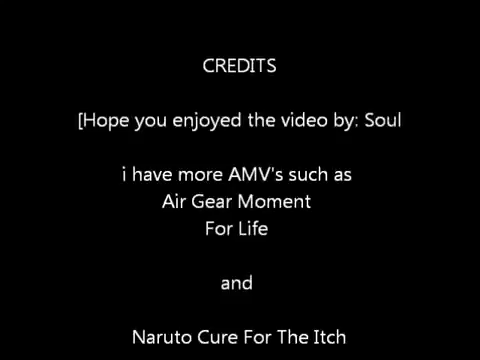 CREDITS
[Hope you enjoyed the video by: Soul
i have more AMV's such as
Air Gear Moment
For Life
and
Naruto Cure For The Itch